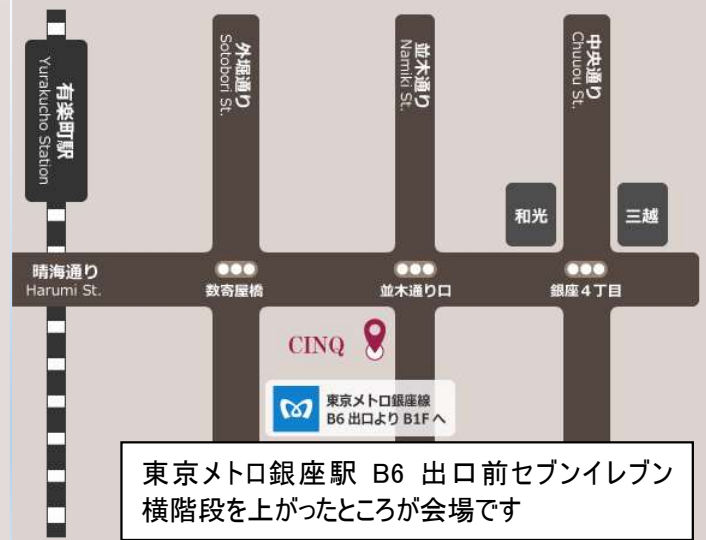 外堀通り
Sotobori St.
並木通り
Namiki St.
中央通り
Chuuou St.
有楽町駅
Yurakucho Station
和光
三越
晴海通り
Harumi St.
数寄屋橋
並木通り口
銀座4丁目
CINQ
東京メトロ銀座線
B6 出口より B1F へ
東京メトロ銀座駅 B6 出口前セブンイレブン
横階段を上がったところが会場です